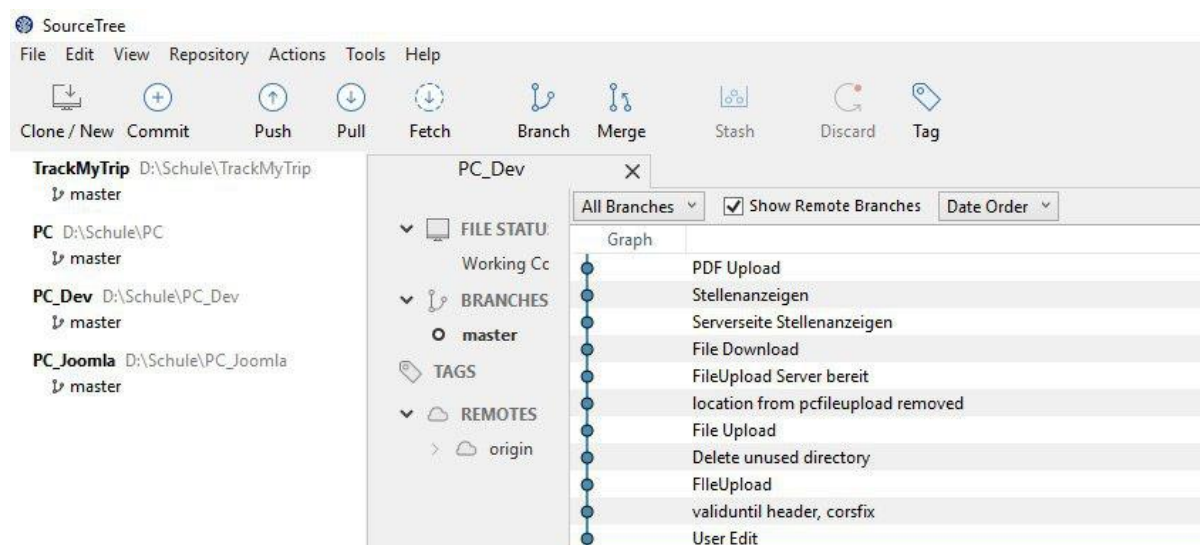 SourceTree
File Edit View Repository Actions Tools Help
Clone / New Commit Push Pull Fetch Branch Merge Stash Discard Tag
TrackMyTrip D:\Schule\TrackMyTrip
master
PC D:\Schule\PC
master
PC_Dev D:\Schule\PC_Dev
master
PC_Joomla D:\Schule\PC_Joomla
master
PC_Dev
FILE STATU
Working Cc
BRANCHES
master
TAGS
REMOTES
origin
All Branches Show Remote Branches Date Order
Graph
PDF Upload
Stellenanzeigen
Serverseite Stellenanzeigen
File Download
FileUpload Server bereit
location from pcfileupload removed
File Upload
Delete unused directory
FIleUpload
validuntil header, corsfix
User Edit